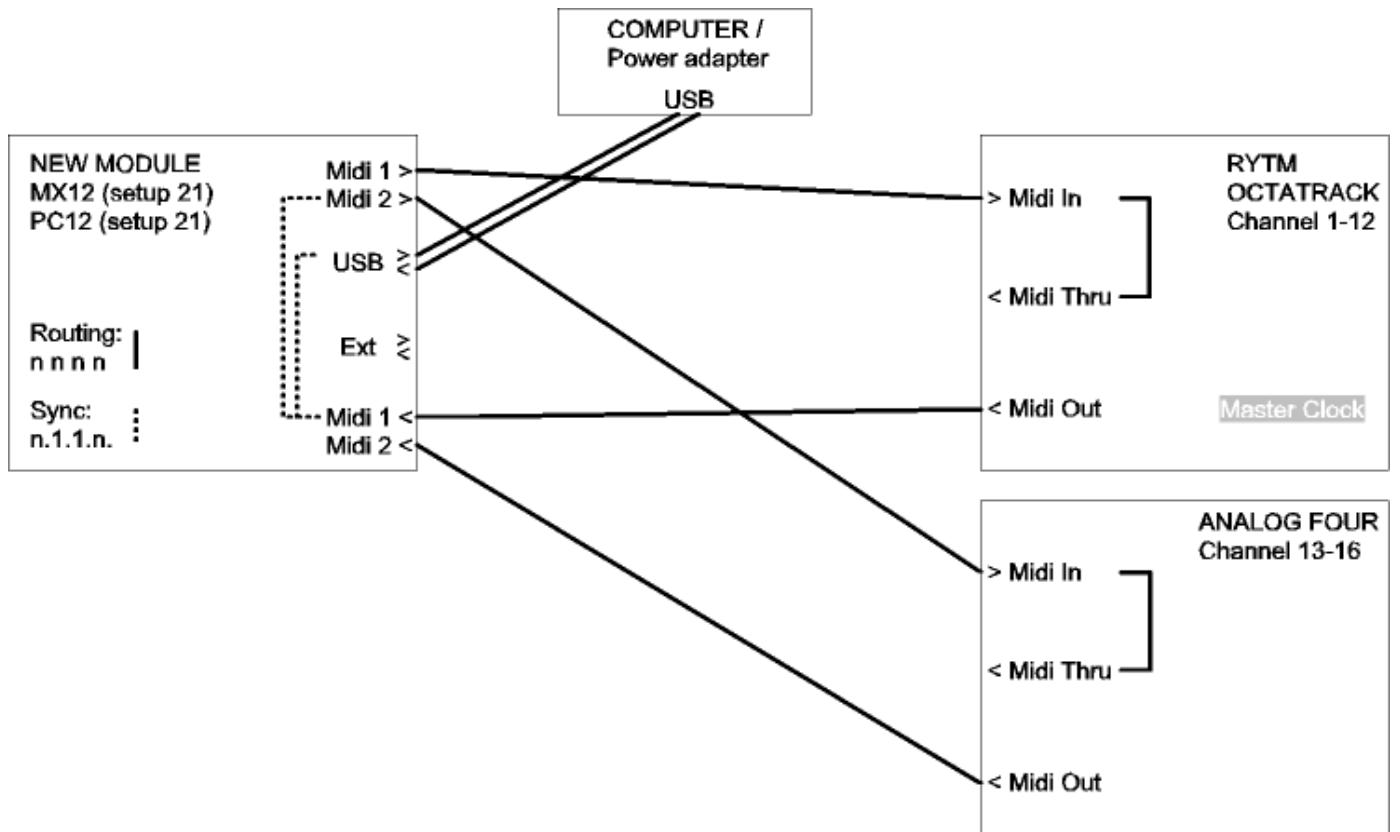 COMPUTER /
Power adapter
USB
NEW MODULE
MX12 (setup 21)
PC12 (setup 21)
Midi 1 >
Midi 2 >
USB >
<
Ext >
<
Routing:
n n n n
Sync:
n.1.1.n.
Midi 1 <
Midi 2 <
RYTM
OCTATRACK
Channel 1-12
> Midi In
< Midi Thru
< Midi Out
Master Clock
ANALOG FOUR
Channel 13-16
> Midi In
< Midi Thru
< Midi Out